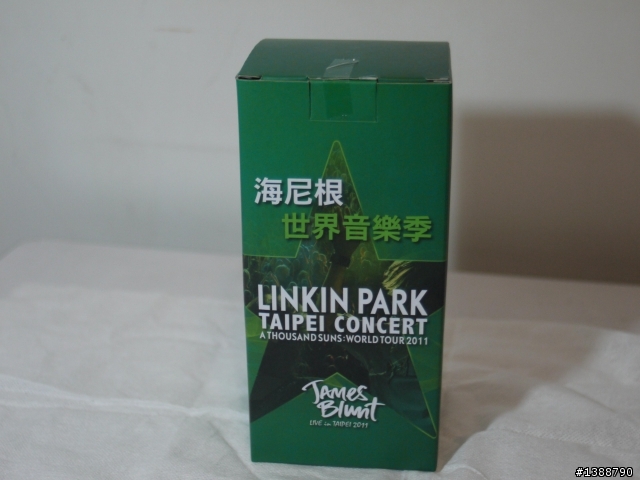 海尼根
世界音樂季
LINKIN PARK
TAIPEI CONCERT
A THOUSAND SUNS:WORLD TOUR 2011
James
Blunt
LIVE in TAIPEI 2011
#1388790